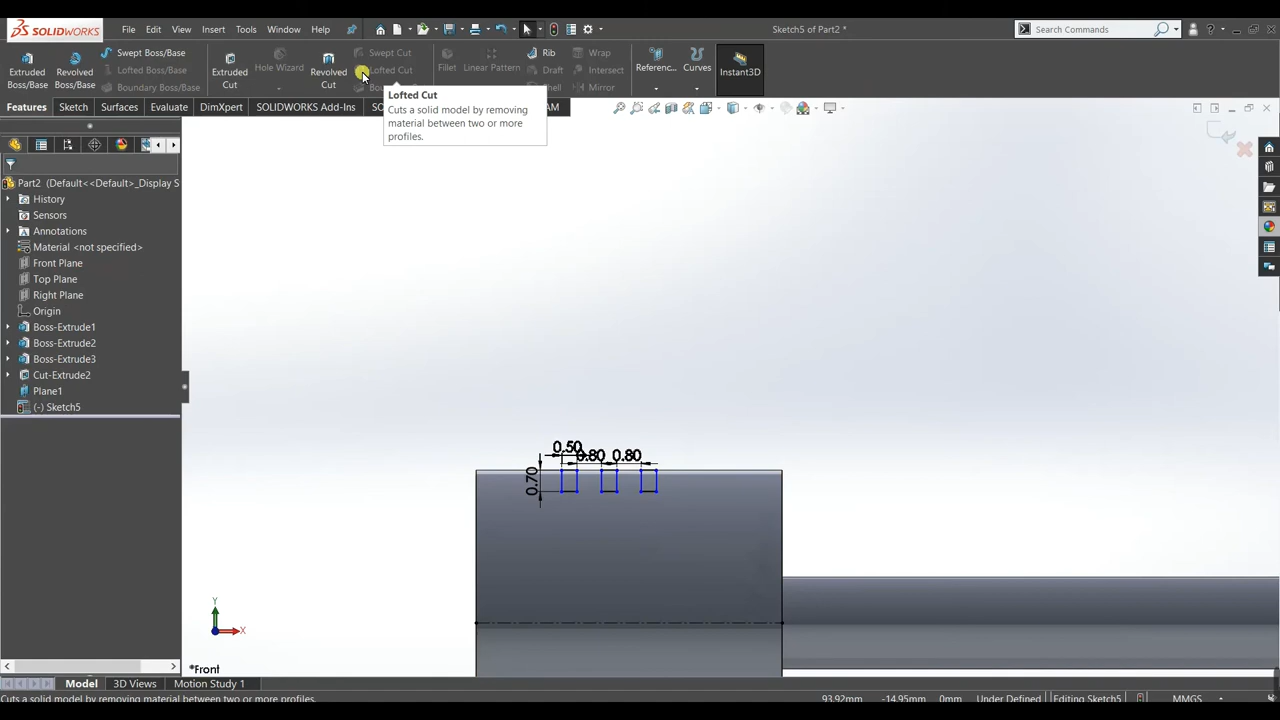 SOLIDWORKS
File
Edit
View
Insert
Tools
Window
Help
Sketch5 of Part2 *
Search Commands
Extruded Boss/Base
Revolved Boss/Base
Swept Boss/Base
Lofted Boss/Base
Boundary Boss/Base
Extruded Cut
Hole Wizard
Revolved Cut
Swept Cut
Lofted Cut
Fillet
Linear Pattern
Rib
Draft
Shell
Wrap
Intersect
Mirror
Referenc...
Curves
Instant3D
Features
Sketch
Surfaces
Evaluate
DimXpert
SOLIDWORKS Add-Ins
SO
AM
Lofted Cut
Cuts a solid model by removing
material between two or more
profiles.
Part2 (Default<<Default>_Display S
History
Sensors
Annotations
Material <not specified>
Front Plane
Top Plane
Right Plane
Origin
Boss-Extrude1
Boss-Extrude2
Boss-Extrude3
Cut-Extrude2
Plane1
(-) Sketch5
0.50
0.80
0.80
0.70
Y
X
*Front
Model
3D Views
Motion Study 1
Cuts a solid model by removing material between two or more profiles.
93.92mm
-14.95mm
0mm
Under Defined
Editing Sketch5
MMGS